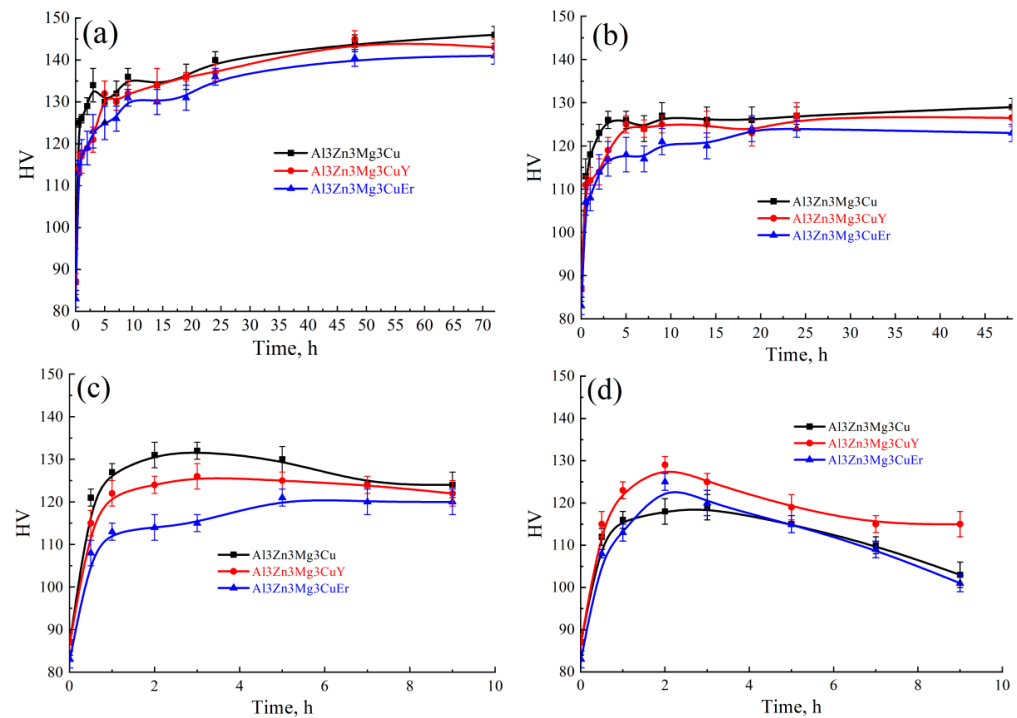 (a)
150
140
130
120
110
100
90
80
HV
Al3Zn3Mg3Cu
Al3Zn3Mg3CuY
Al3Zn3Mg3CuEr
0 5 10 15 20 25 30 35 40 45 50 55 60 65 70
Time, h
(b)
150
140
130
120
110
100
90
80
HV
Al3Zn3Mg3Cu
Al3Zn3Mg3CuY
Al3Zn3Mg3CuEr
0 5 10 15 20 25 30 35 40 45
Time, h
(c)
150
140
130
120
110
100
90
80
HV
Al3Zn3Mg3Cu
Al3Zn3Mg3CuY
Al3Zn3Mg3CuEr
0 2 4 6 8 10
Time, h
(d)
150
140
130
120
110
100
90
80
HV
Al3Zn3Mg3Cu
Al3Zn3Mg3CuY
Al3Zn3Mg3CuEr
0 2 4 6 8 10
Time, h